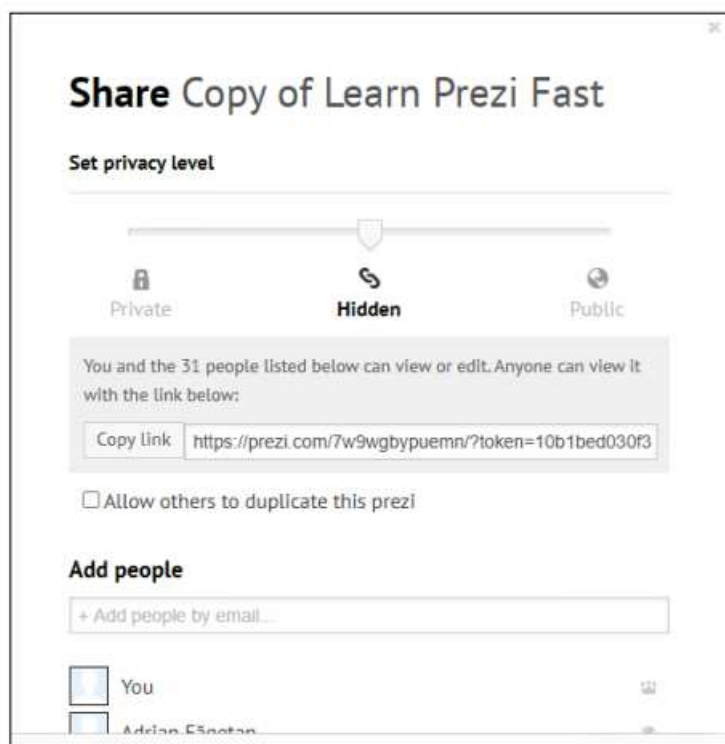 Share Copy of Learn Prezi Fast
Set privacy level
Private Hidden Public
You and the 31 people listed below can view or edit. Anyone can view it
with the link below:
Copy link https://prezi.com/7w9wgbypuemn/?token=10b1bed030f3
Allow others to duplicate this prezi
Add people
+ Add people by email...
You
Adrian